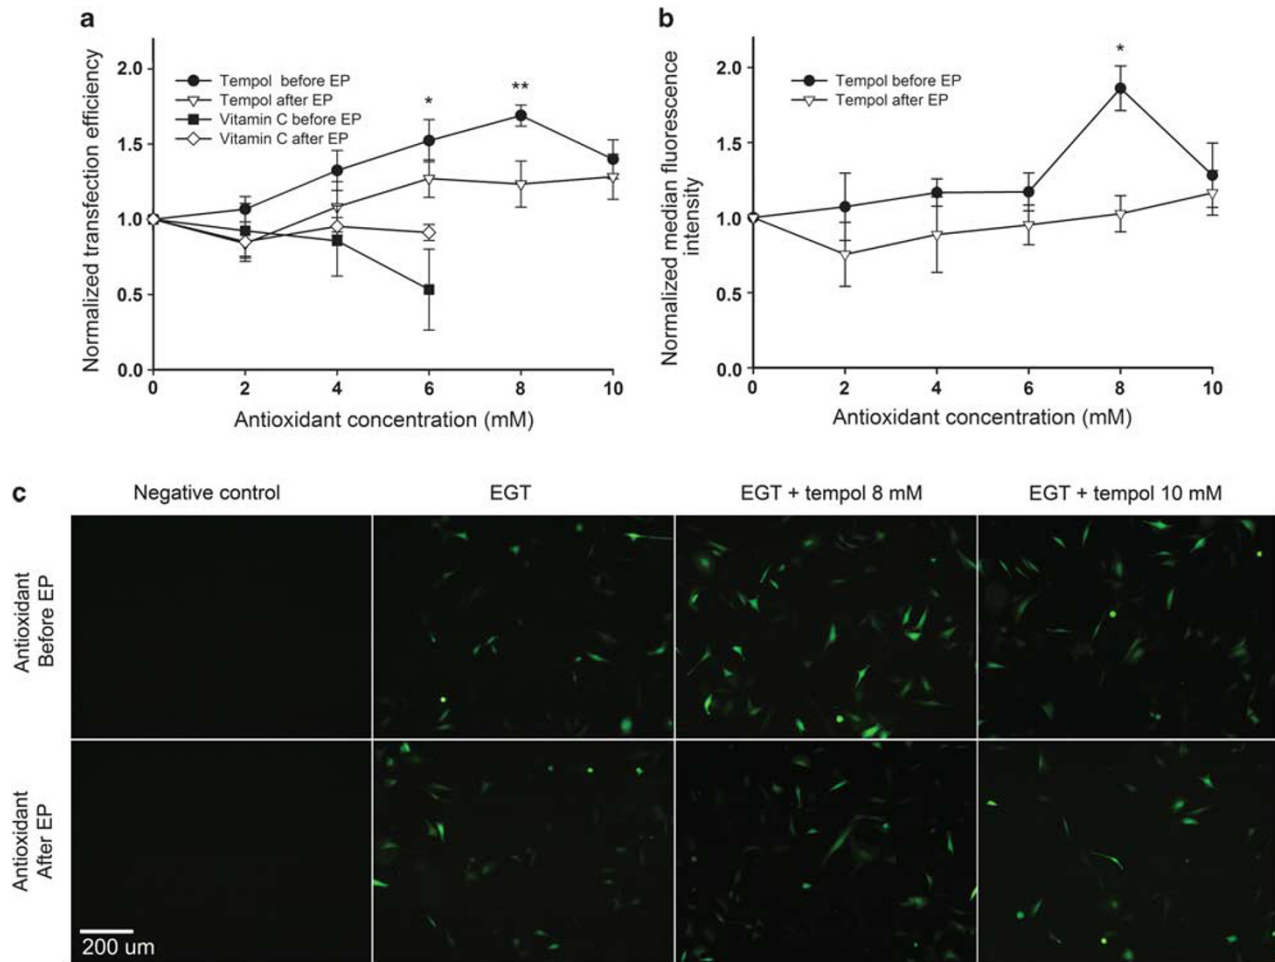 a
Normalized transfection efficiency
2.0
1.5
1.0
0.5
0.0
Tempol before EP
Tempol after EP
Vitamin C before EP
Vitamin C after EP
*
**
0 2 4 6 8 10
Antioxidant concentration (mM)
b
Normalized median fluorescence
intensity
2.0
1.5
1.0
0.5
0.0
Tempol before EP
Tempol after EP
*
0 2 4 6 8 10
Antioxidant concentration (mM)
c
Negative control
EGT
EGT + tempol 8 mM
EGT + tempol 10 mM
Antioxidant
Before EP
Antioxidant
After EP
200 um